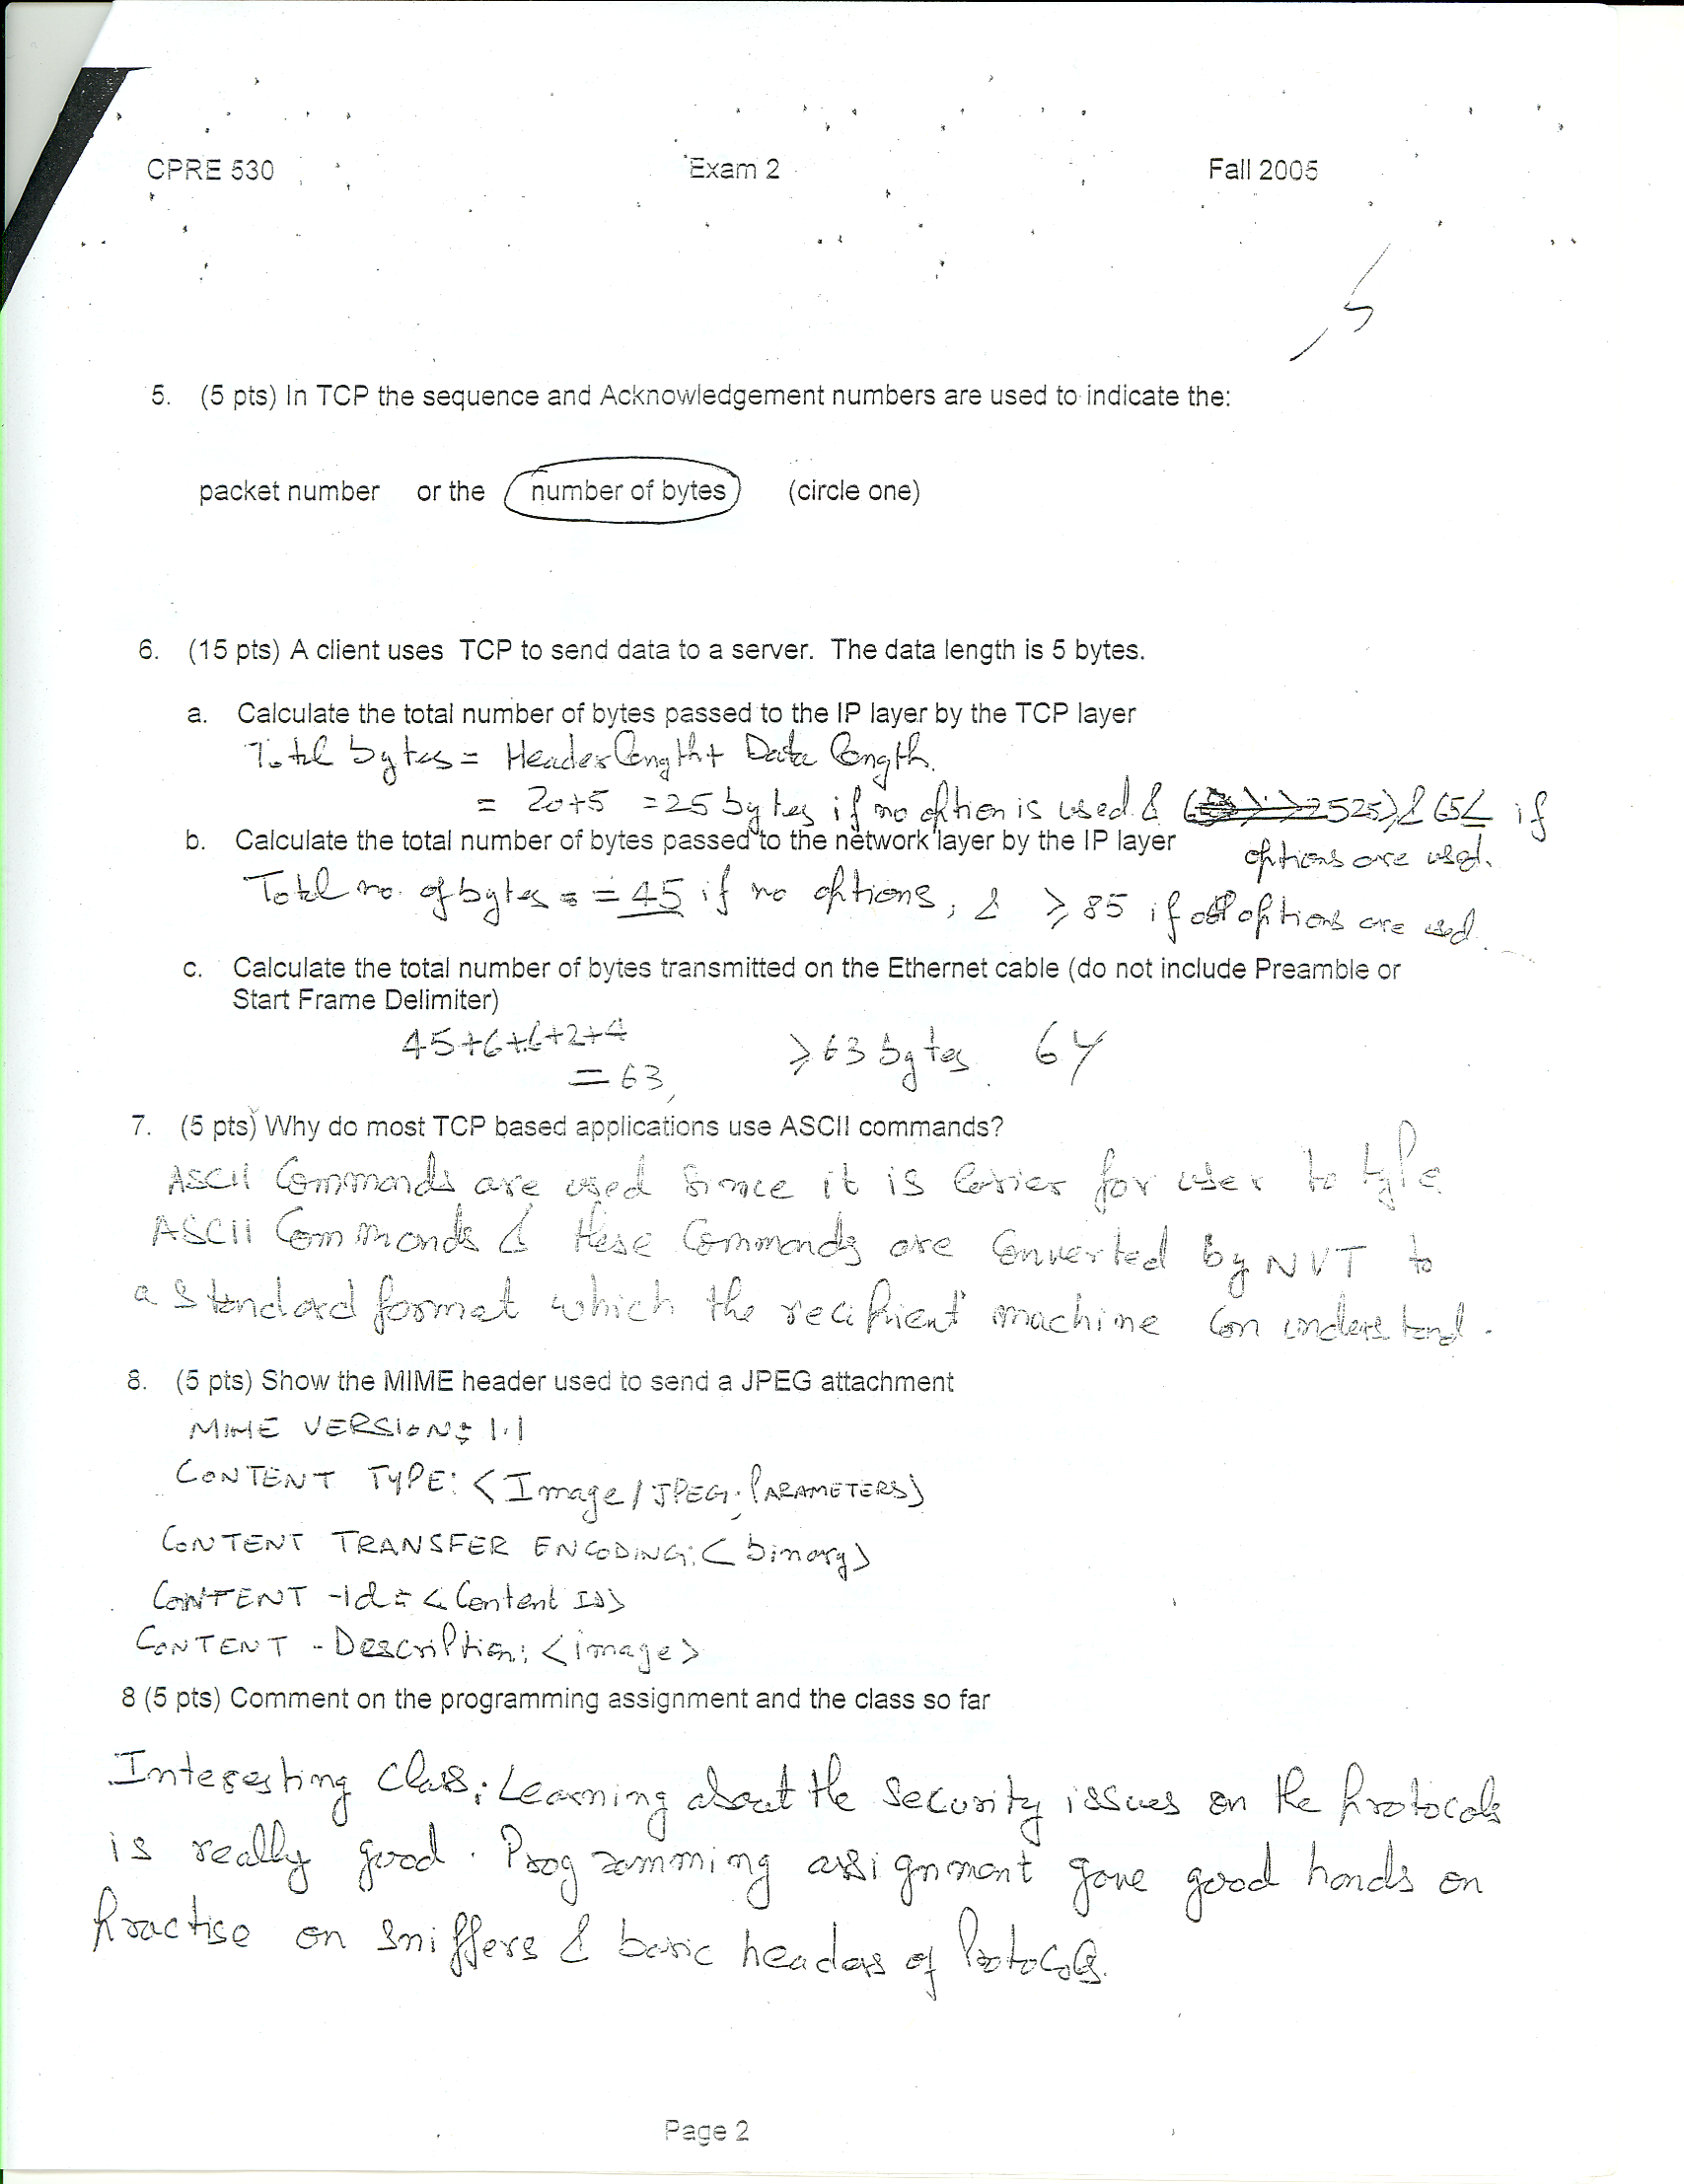 CPRE 530 Exam 2 Fall 2005
5
5. (5 pts) In TCP the sequence and Acknowledgement numbers are used to indicate the:
packet number or the number of bytes (circle one)
6. (15 pts) A client uses TCP to send data to a server. The data length is 5 bytes.
a. Calculate the total number of bytes passed to the IP layer by the TCP layer
Total bytes = Header length + Data length.
= 20+5 = 25 bytes if no option is used & 25) & 65 if
options are used.
b. Calculate the total number of bytes passed to the network layer by the IP layer
Total no. of bytes = = 45 if no options, & ≥ 85 if all options are used.
c. Calculate the total number of bytes transmitted on the Ethernet cable (do not include Preamble or
Start Frame Delimiter)
45+6+6+2+4
= 63, ≥ 63 bytes. 64
7. (5 pts) Why do most TCP based applications use ASCII commands?
ASCII Commands are used since it is easier for user to type
ASCII Commands & these Commands are Converted by NVT to
a standard format which the recipient machine can understand.
8. (5 pts) Show the MIME header used to send a JPEG attachment
MIME VERSION: 1.1
CONTENT TYPE: <Image/JPEG; PARAMETERS>
CONTENT TRANSFER ENCODING: <binary>
CONTENT -Id: <Content ID>
CONTENT - Description: <image>
8 (5 pts) Comment on the programming assignment and the class so far
Interesting Class; Learning about the security issues on the protocols
is really good. Programming assignment gave good hands on
Practise on sniffers & basic headers of Protocols.
Page 2